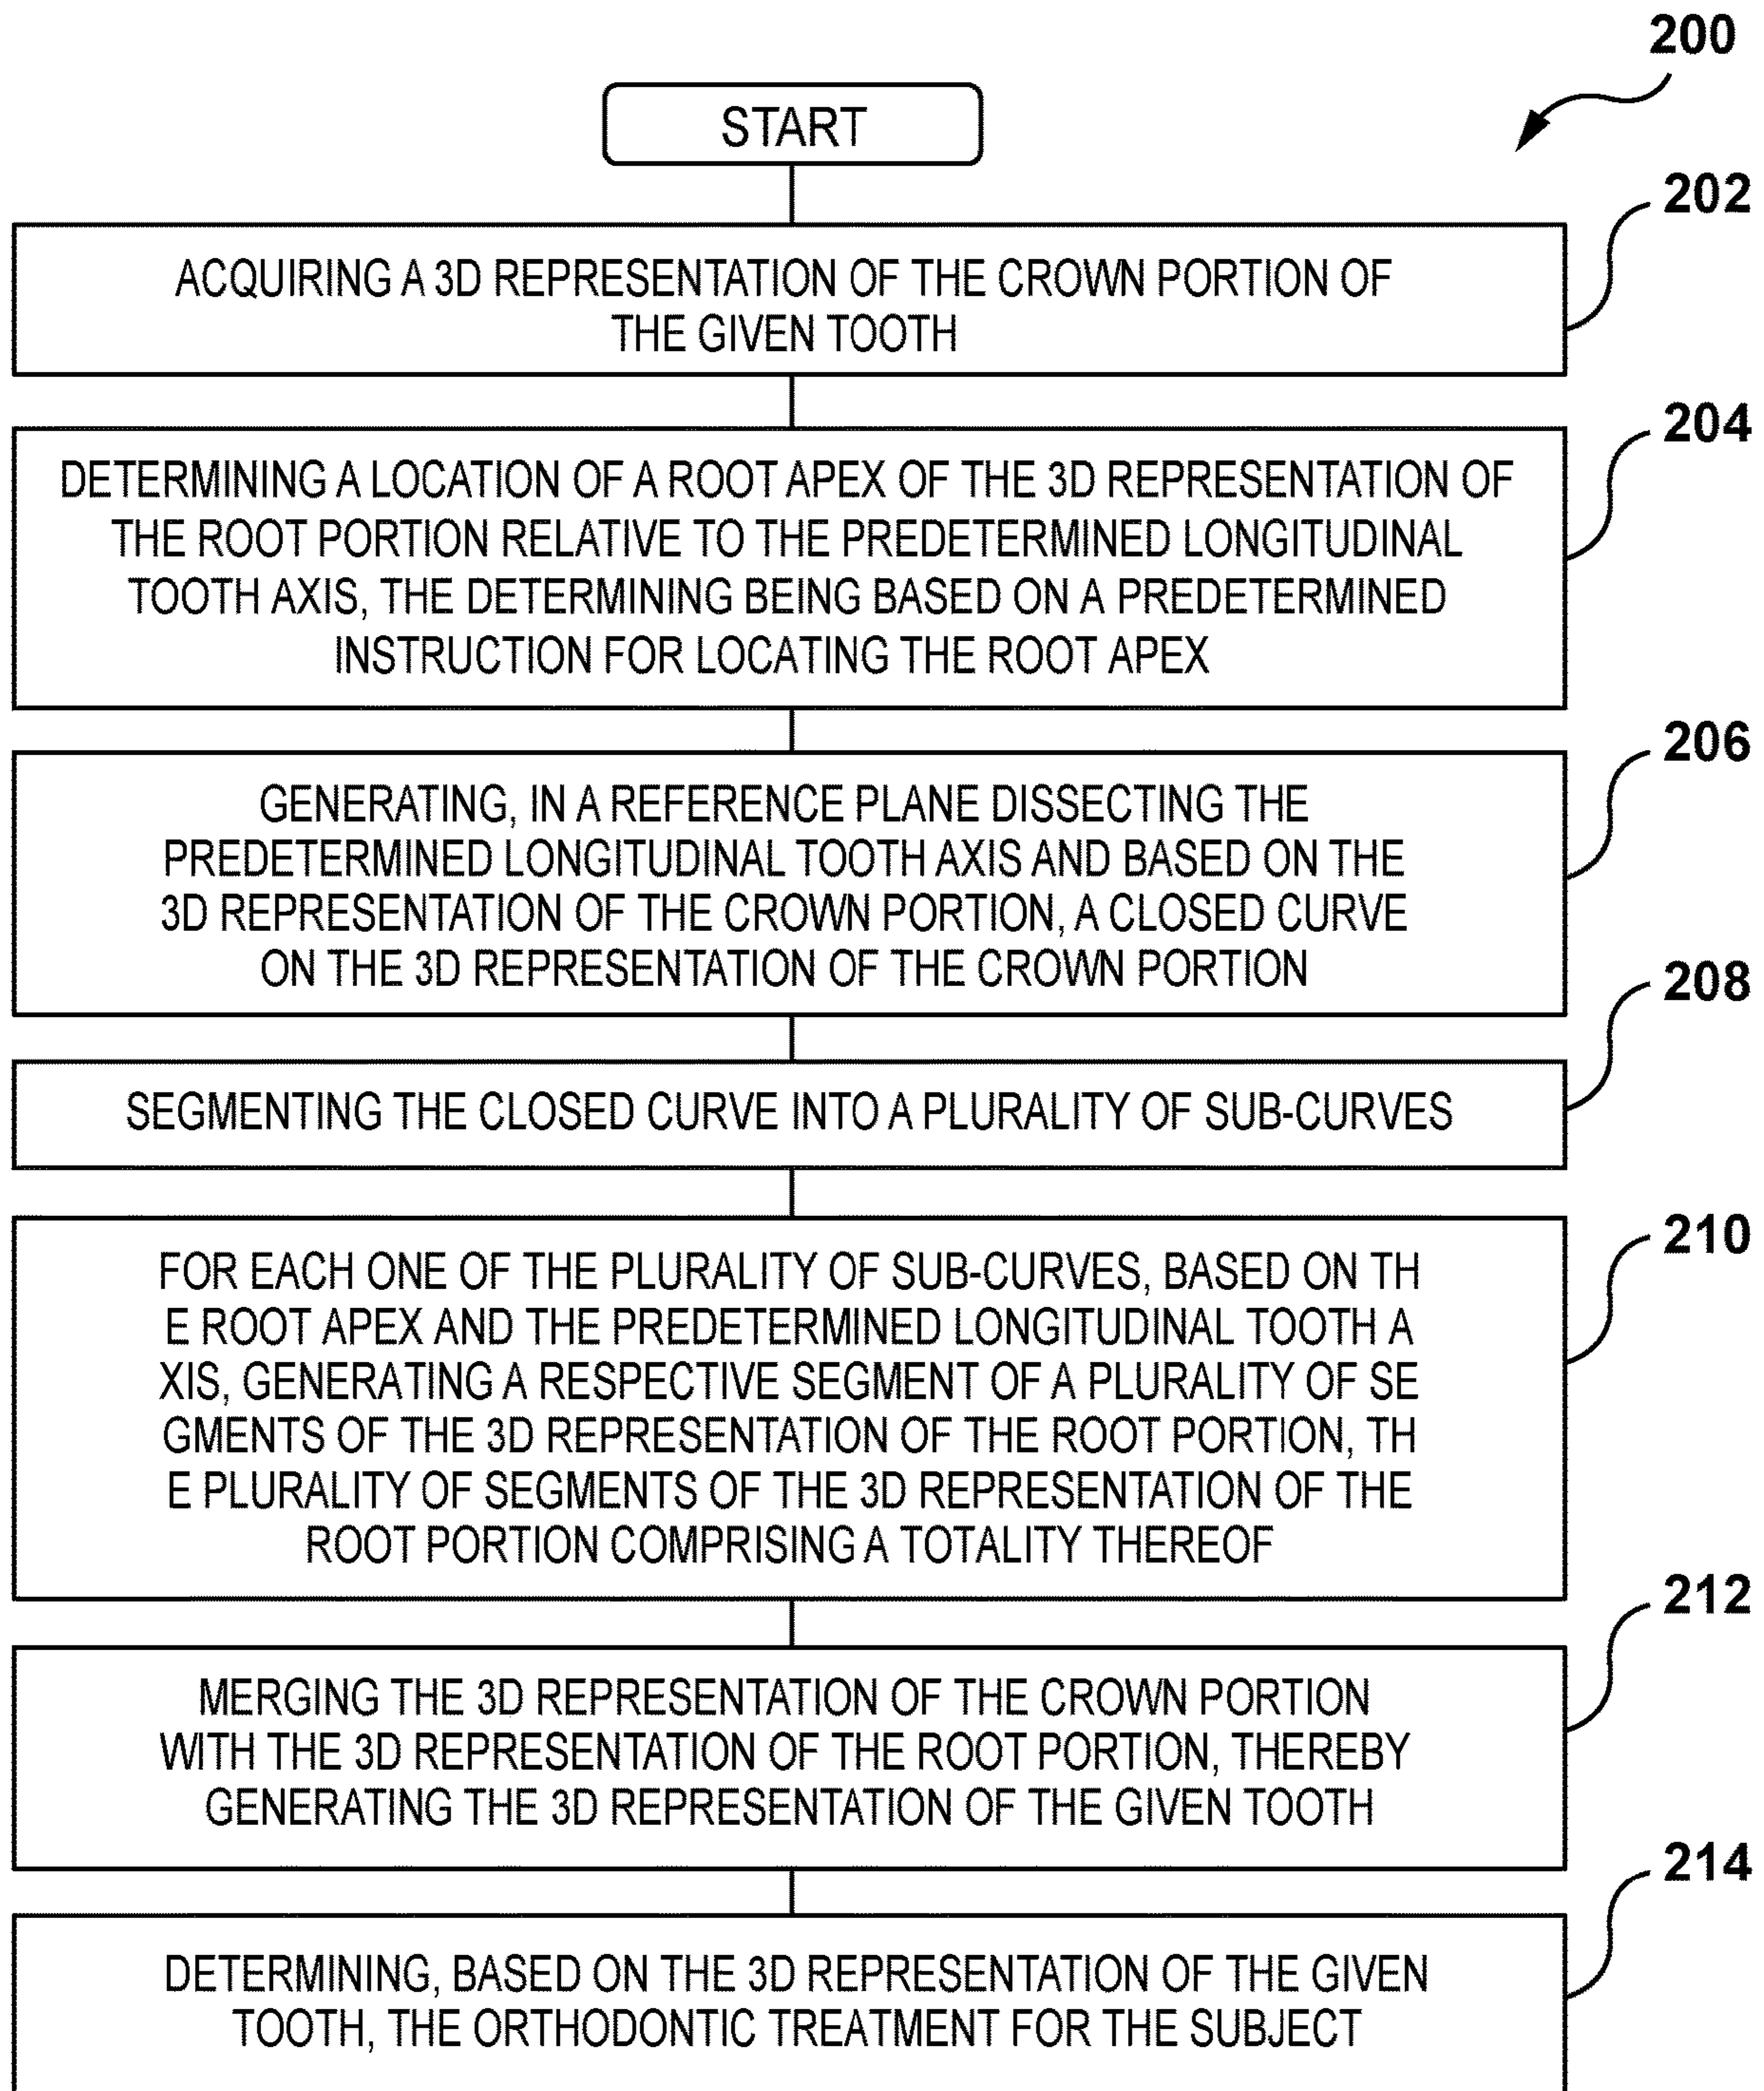 200
START
202
ACQUIRING A 3D REPRESENTATION OF THE CROWN PORTION OF
THE GIVEN TOOTH
204
DETERMINING A LOCATION OF A ROOT APEX OF THE 3D REPRESENTATION OF
THE ROOT PORTION RELATIVE TO THE PREDETERMINED LONGITUDINAL
TOOTH AXIS, THE DETERMINING BEING BASED ON A PREDETERMINED
INSTRUCTION FOR LOCATING THE ROOT APEX
206
GENERATING, IN A REFERENCE PLANE DISSECTING THE
PREDETERMINED LONGITUDINAL TOOTH AXIS AND BASED ON THE
3D REPRESENTATION OF THE CROWN PORTION, A CLOSED CURVE
ON THE 3D REPRESENTATION OF THE CROWN PORTION
208
SEGMENTING THE CLOSED CURVE INTO A PLURALITY OF SUB-CURVES
210
FOR EACH ONE OF THE PLURALITY OF SUB-CURVES, BASED ON TH
E ROOT APEX AND THE PREDETERMINED LONGITUDINAL TOOTH A
XIS, GENERATING A RESPECTIVE SEGMENT OF A PLURALITY OF SE
GMENTS OF THE 3D REPRESENTATION OF THE ROOT PORTION, TH
E PLURALITY OF SEGMENTS OF THE 3D REPRESENTATION OF THE
ROOT PORTION COMPRISING A TOTALITY THEREOF
212
MERGING THE 3D REPRESENTATION OF THE CROWN PORTION
WITH THE 3D REPRESENTATION OF THE ROOT PORTION, THEREBY
GENERATING THE 3D REPRESENTATION OF THE GIVEN TOOTH
214
DETERMINING, BASED ON THE 3D REPRESENTATION OF THE GIVEN
TOOTH, THE ORTHODONTIC TREATMENT FOR THE SUBJECT